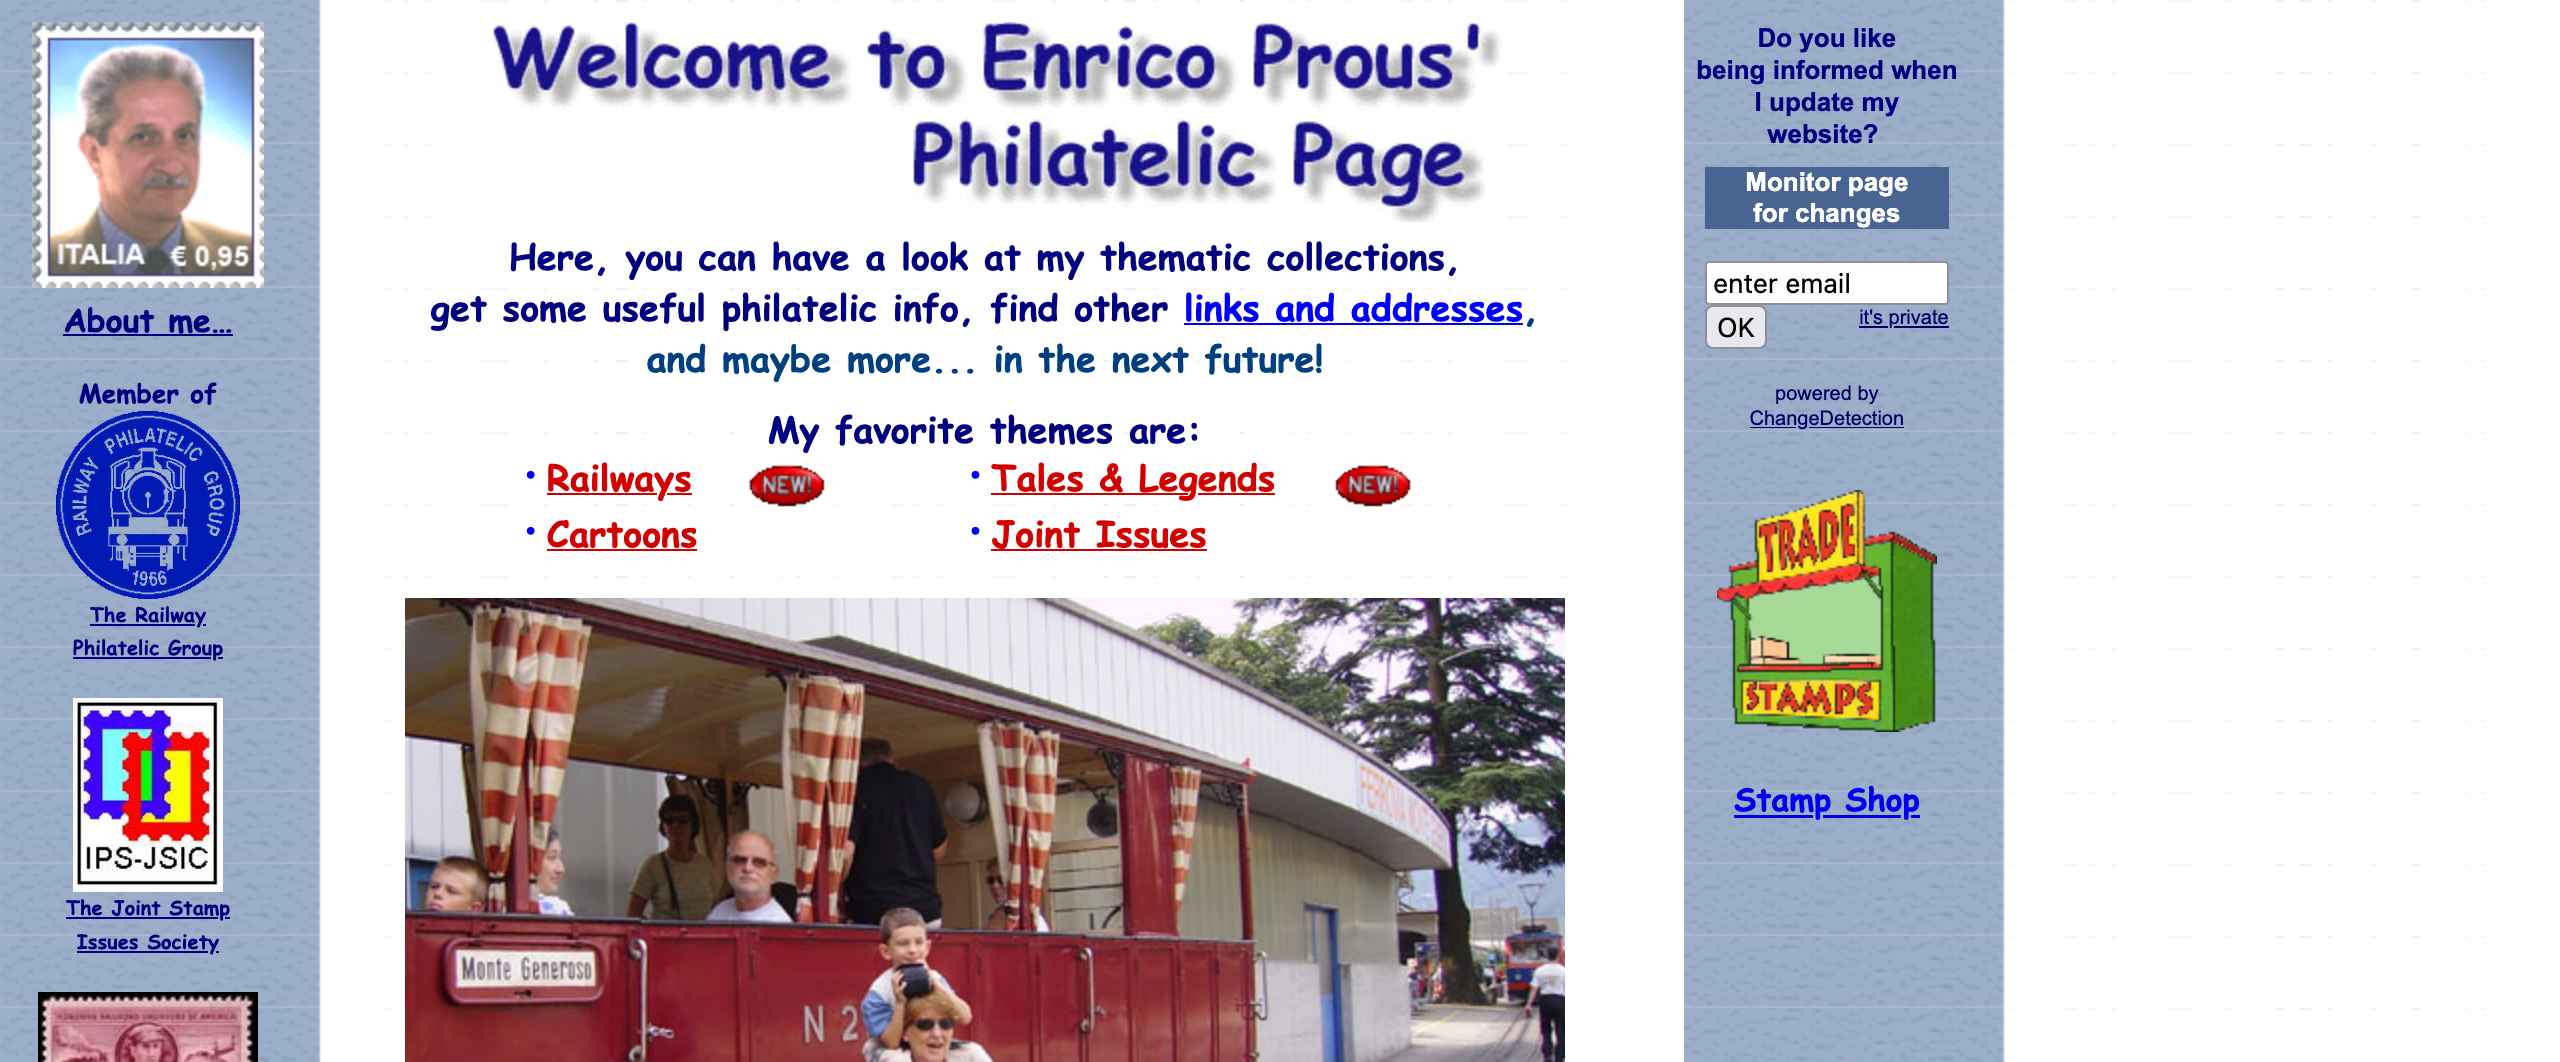 ITALIA € 0,95
About me...
Member of
RAILWAY PHILATELIC GROUP
1966
The Railway
Philatelic Group
IPS-JSIC
The Joint Stamp
Issues Society
Welcome to Enrico Prous'
Philatelic Page
Here, you can have a look at my thematic collections,
get some useful philatelic info, find other links and addresses,
and maybe more... in the next future!
My favorite themes are:
• Railways NEW! • Tales & Legends NEW!
• Cartoons • Joint Issues
Monte Generoso
N 2
Do you like
being informed when
I update my
website?
Monitor page
for changes
enter email
OK it's private
powered by
ChangeDetection
TRADE
STAMPS
Stamp Shop